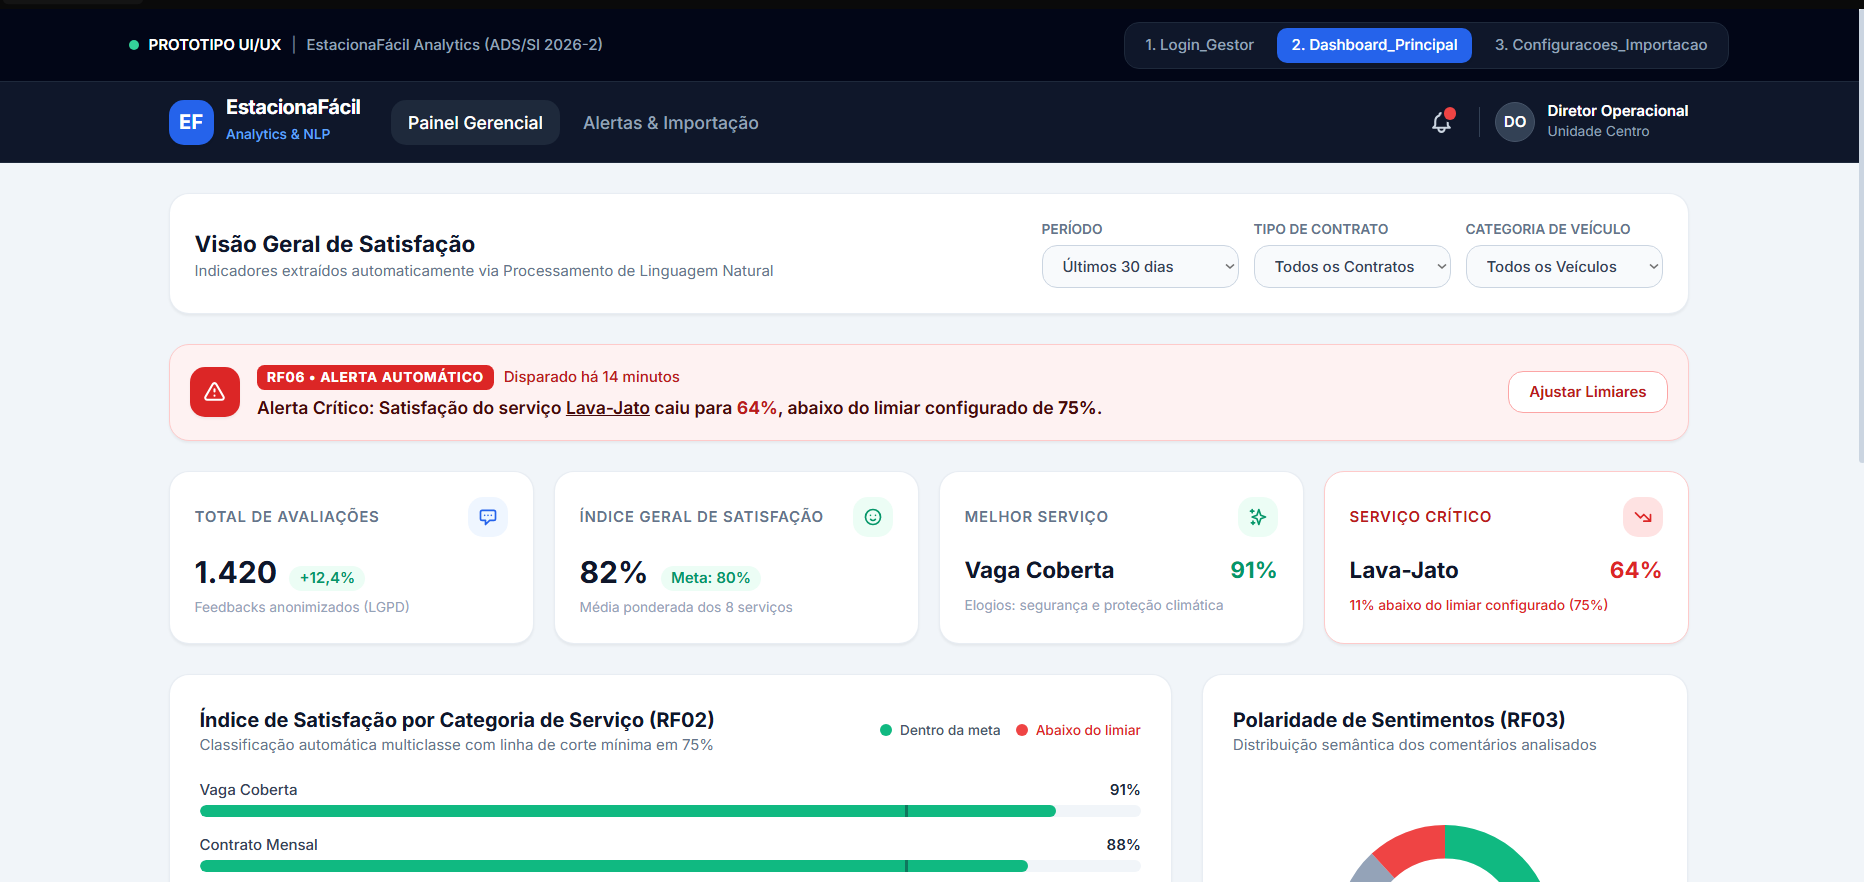 PROTOTIPO UI/UX | EstacionaFácil Analytics (ADS/SI 2026-2)
1. Login_Gestor
2. Dashboard_Principal
3. Configuracoes_Importacao
EF
EstacionaFácil
Analytics & NLP
Painel Gerencial
Alertas & Importação
DO
Diretor Operacional
Unidade Centro
Visão Geral de Satisfação
Indicadores extraídos automaticamente via Processamento de Linguagem Natural
PERÍODO
Últimos 30 dias
TIPO DE CONTRATO
Todos os Contratos
CATEGORIA DE VEÍCULO
Todos os Veículos
RF06 • ALERTA AUTOMÁTICO Disparado há 14 minutos
Alerta Crítico: Satisfação do serviço Lava-Jato caiu para 64%, abaixo do limiar configurado de 75%.
Ajustar Limiares
TOTAL DE AVALIAÇÕES
1.420 +12,4%
Feedbacks anonimizados (LGPD)
ÍNDICE GERAL DE SATISFAÇÃO
82% Meta: 80%
Média ponderada dos 8 serviços
MELHOR SERVIÇO
Vaga Coberta 91%
Elogios: segurança e proteção climática
SERVIÇO CRÍTICO
Lava-Jato 64%
11% abaixo do limiar configurado (75%)
Índice de Satisfação por Categoria de Serviço (RF02)
Classificação automática multiclasse com linha de corte mínima em 75%
Dentro da meta
Abaixo do limiar
Vaga Coberta 91%
Contrato Mensal 88%
Polaridade de Sentimentos (RF03)
Distribuição semântica dos comentários analisados